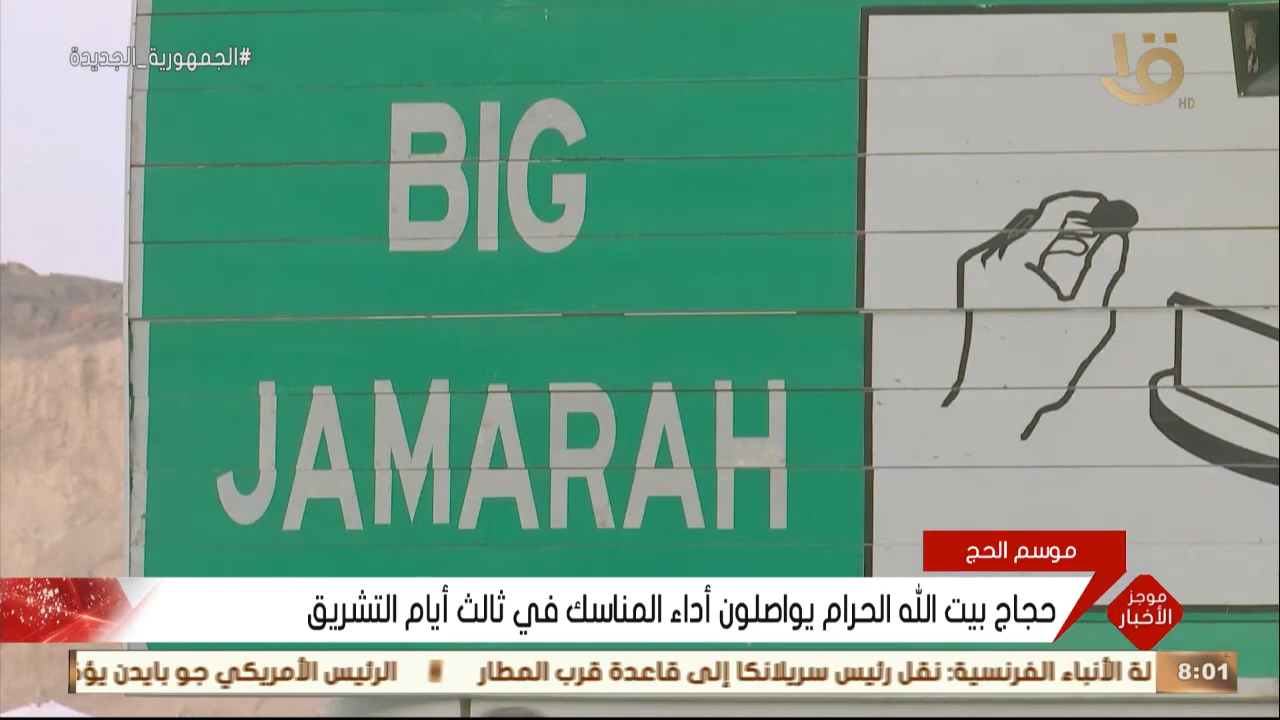 #الجمهورية_الجديدة
HD
BIG
JAMARAH
موسم الحج
موجز
الأخبار
حجاج بيت الله الحرام يواصلون أداء المناسك في ثالث أيام التشريق
8:01
الأنباء الفرنسية: نقل رئيس سريلانكا إلى قاعدة قرب المطار
الرئيس الأمريكي جو بايدن